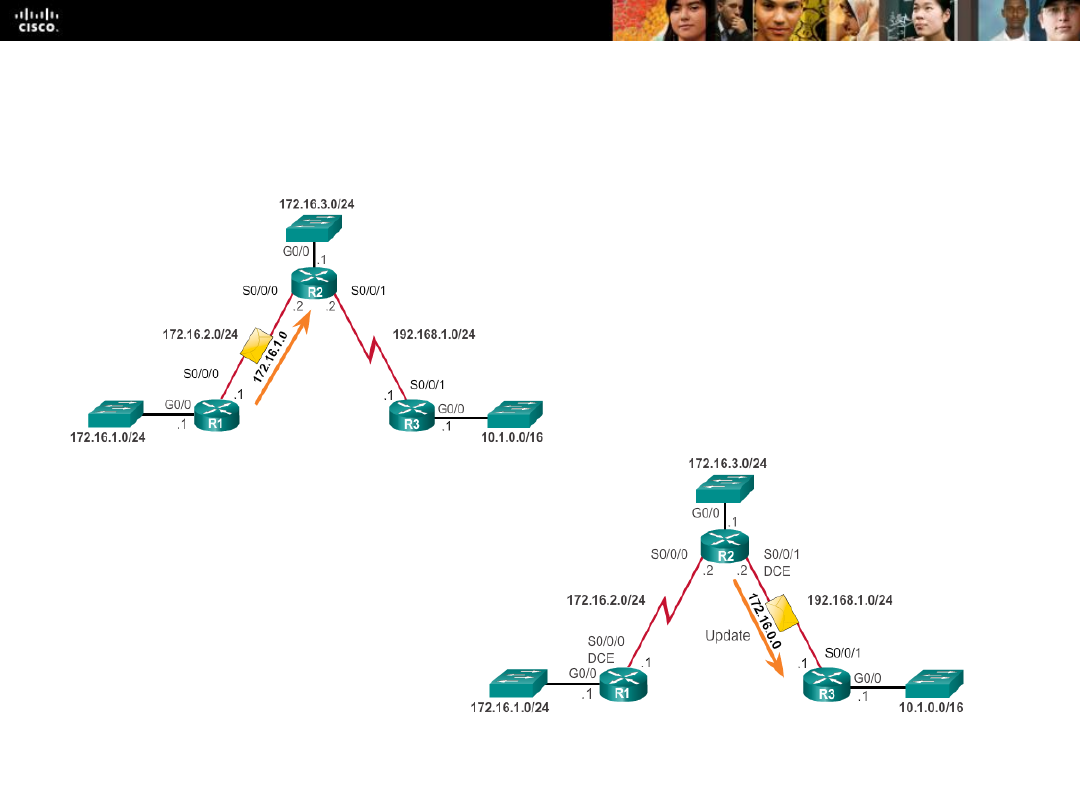 CISCO.
172.16.3.0/24
G0/0
.1
S0/0/0
R2
S0/0/1
.2
.2
172.16.2.0/24
172.16.1.0
192.168.1.0/24
S0/0/0
.1
G0/0
R1
.1
172.16.1.0/24
S0/0/1
.1
G0/0
R3
.1
10.1.0.0/16
172.16.3.0/24
G0/0
.1
S0/0/0
R2
S0/0/1
DCE
.2
.2
172.16.2.0/24
172.16.0.0
192.168.1.0/24
Update
S0/0/0
DCE
.1
G0/0
R1
.1
172.16.1.0/24
S0/0/1
.1
G0/0
R3
.1
10.1.0.0/16